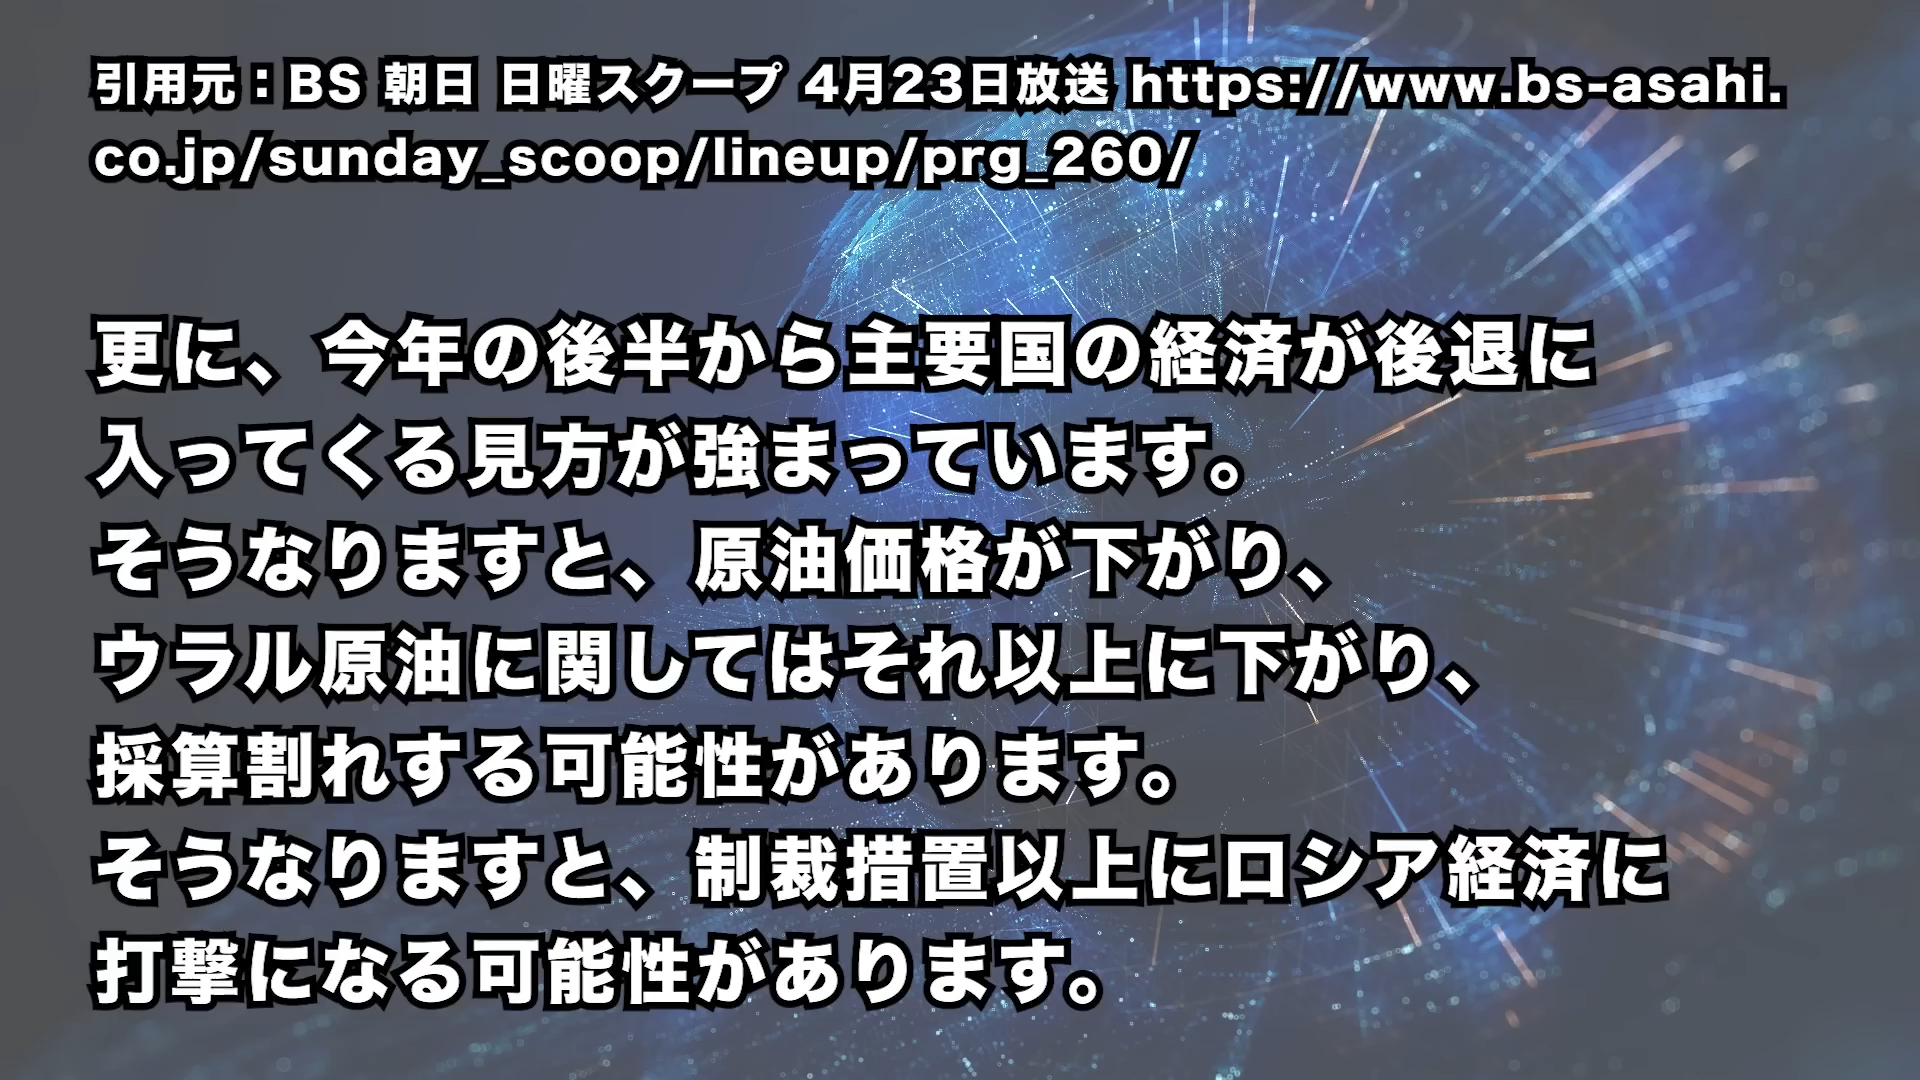 引用元：BS 朝日 日曜スクープ 4月23日放送 https://www.bs-asahi.
co.jp/sunday_scoop/lineup/prg_260/
更に、今年の後半から主要国の経済が後退に
入ってくる見方が強まっています。
そうなりますと、原油価格が下がり、
ウラル原油に関してはそれ以上に下がり、
採算割れする可能性があります。
そうなりますと、制裁措置以上にロシア経済に
打撃になる可能性があります。